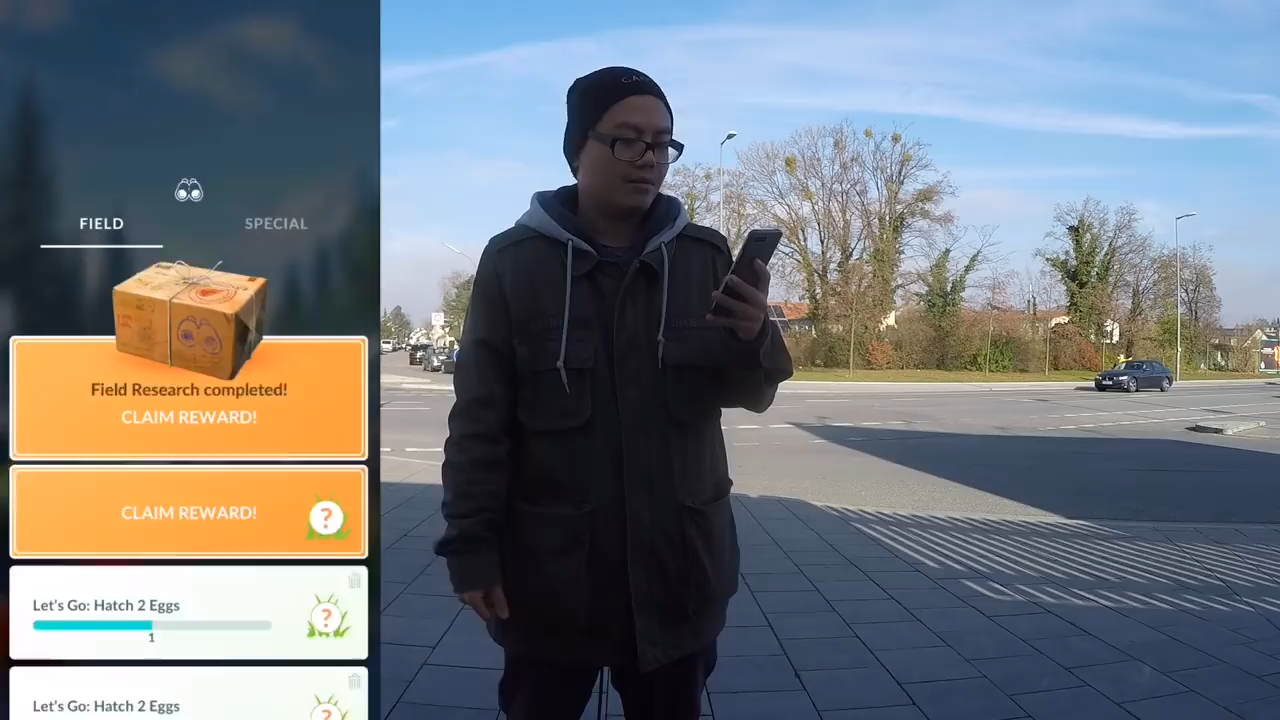 FIELD
SPECIAL
Field Research completed!
CLAIM REWARD!
CLAIM REWARD!
?
Let's Go: Hatch 2 Eggs
?
1
Let's Go: Hatch 2 Eggs
?